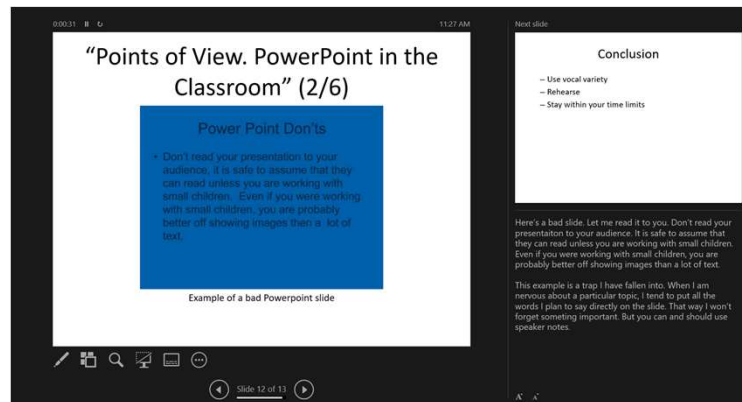 0:00:31
11:27 AM
“Points of View. PowerPoint in the
Classroom” (2/6)
Power Point Don'ts
• Don't read your presentation to your
audience, it is safe to assume that they
can read unless you are working with
small children.  Even if you were working
with small children, you are probably
better off showing images then a  lot of
text.
Example of a bad Powerpoint slide
Slide 12 of 13
Next slide
Conclusion
– Use vocal variety
– Rehearse
– Stay within your time limits
Here's a bad slide. Let me read it to you. Don't read your
presentaiton to your audience. It is safe to assume that
they can read unless you are working with small children.
Even if you are working with small children, you are
probably better off showing images than a lot of text.
This example is a trap I have fallen into. When I am
nervous about a particular topic, I tend to put all the
words I plan to say directly on the slide. That way I won't
forget someting important. But you can and should use
speaker notes.
A A